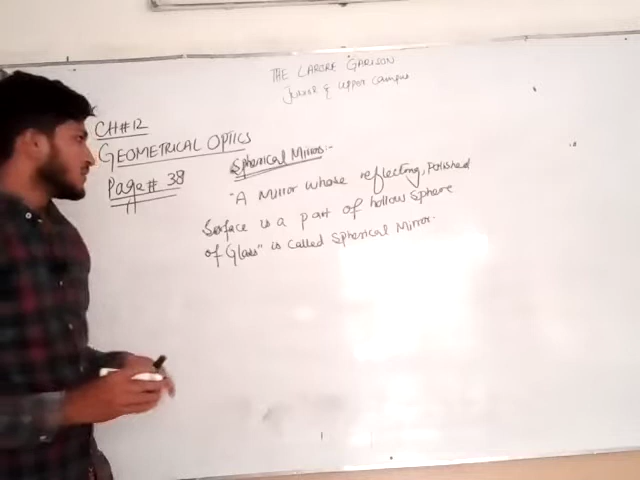 THE LAHORE GARISON
JUNIOR & UPPER CAMPUS
CH#12
GEOMETRICAL OPTICS
Page # 38
Spherical Mirror:-
"A Mirror whose reflecting, Polished
Surface is a part of hollow Sphere
of Glass" is called Spherical Mirror.